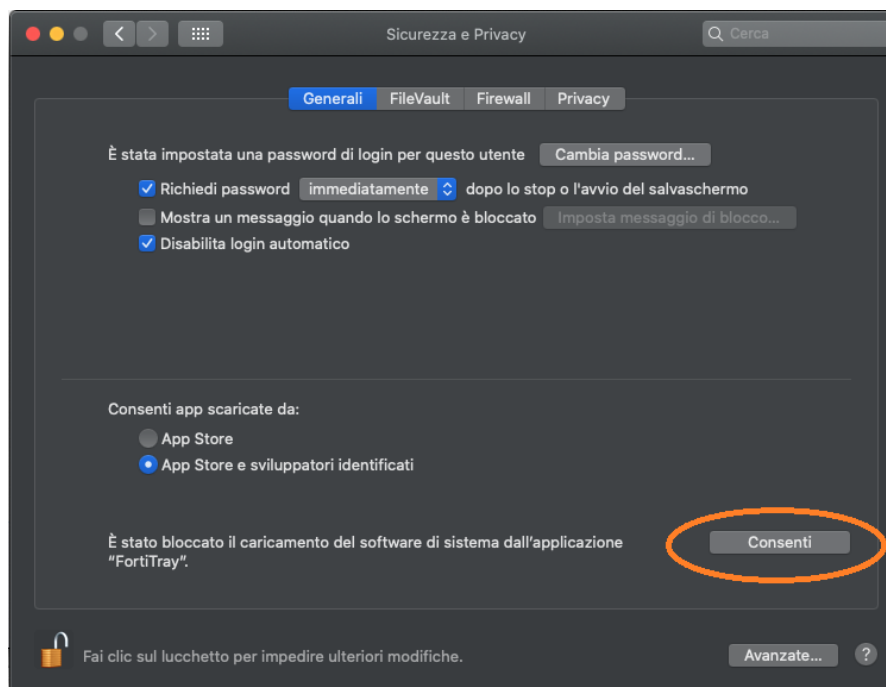 Sicurezza e Privacy
Cerca
Generali FileVault Firewall Privacy
È stata impostata una password di login per questo utente Cambia password...
Richiedi password immediatamente dopo lo stop o l'avvio del salvaschermo
Mostra un messaggio quando lo schermo è bloccato Imposta messaggio di blocco...
Disabilita login automatico
Consenti app scaricate da:
App Store
App Store e sviluppatori identificati
È stato bloccato il caricamento del software di sistema dall'applicazione
“FortiTray”.
Consenti
Fai clic sul lucchetto per impedire ulteriori modifiche.
Avanzate... ?